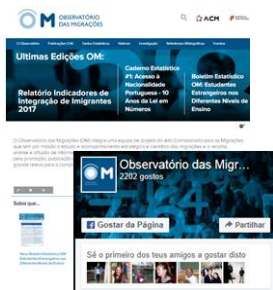 OM OBSERVATÓRIO
DAS MIGRAÇÕES
ACM
O Observatório Publicações OM Dados Estatísticos Notícias Investigação Referências Bibliográficas Eventos
Ultimas Edições OM:
Relatório Indicadores de
Integração de Imigrantes
2017
Caderno Estatístico
#1: Acesso à
Nacionalidade
Portuguesa - 10
Anos da Lei em
Números
Boletim Estatístico
OM: Estudantes
Estrangeiros nos
Diferentes Níveis de
Ensino
O Observatório das Migrações (OM) integra uma equipa de projeto do Alto Comissariado para as Migrações,
Sabia que...
OM
Observatório das Migr...
2202 gostos
Gostar da Página
Partilhar
Sê o primeiro dos teus amigos a gostar disto